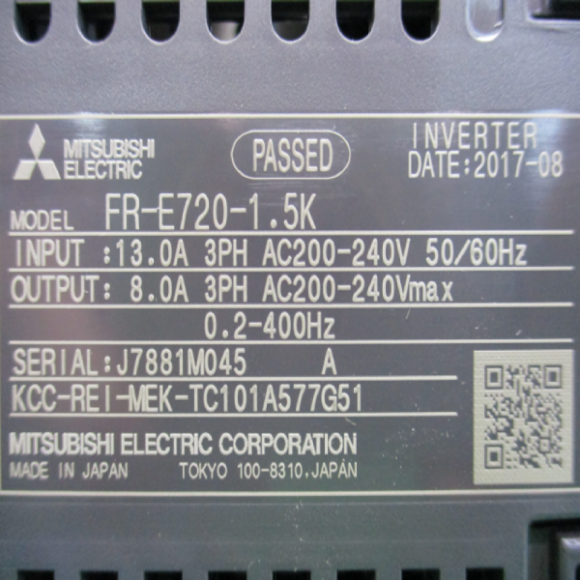 MITSUBISHI
ELECTRIC
PASSED
INVERTER
DATE:2017-08
MODEL FR-E720-1.5K
INPUT :13.0A 3PH AC200-240V 50/60Hz
OUTPUT: 8.0A 3PH AC200-240Vmax
0.2-400Hz
SERIAL:J7881M045 A
KCC-REI-MEK-TC101A577G51
MITSUBISHI ELECTRIC CORPORATION
MADE IN JAPAN TOKYO 100-8310,JAPAN